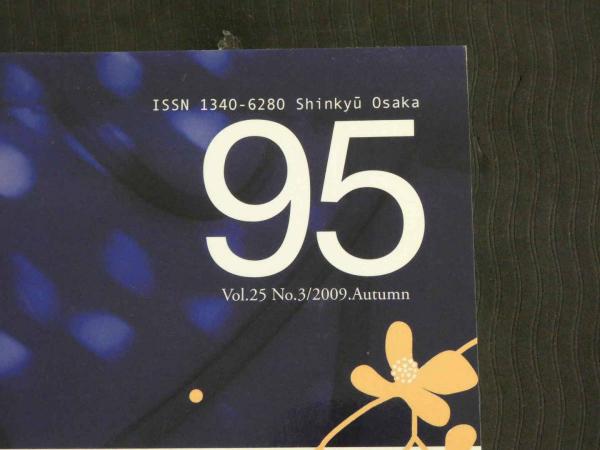 ISSN 1340-6280 Shinkyū Osaka
95
Vol.25 No.3/2009.Autumn